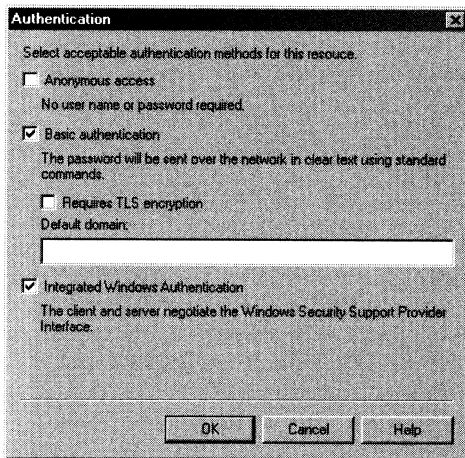 Authentication
Select acceptable authentication methods for this resouce.
Anonymous access
No user name or password required.
Basic authentication
The password will be sent over the network in clear text using standard
commands.
Requires TLS encryption
Default domain:
Integrated Windows Authentication
The client and server negotiate the Windows Security Support Provider
Interface.
OK
Cancel
Help